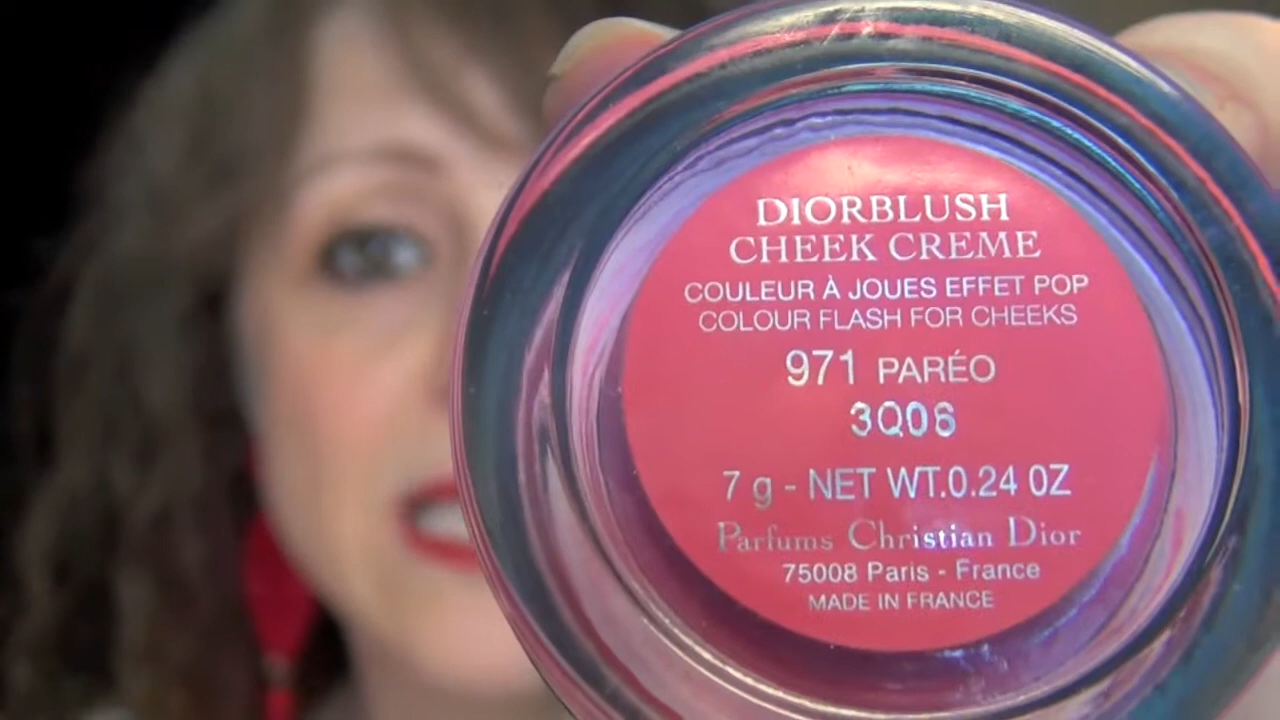 DIORBLUSH
CHEEK CREME
COULEUR À JOUES EFFET POP
COLOUR FLASH FOR CHEEKS
971 PARÉO
3Q06
7 g - NET WT.0.24 OZ
Parfums Christian Dior
75008 Paris - France
MADE IN FRANCE